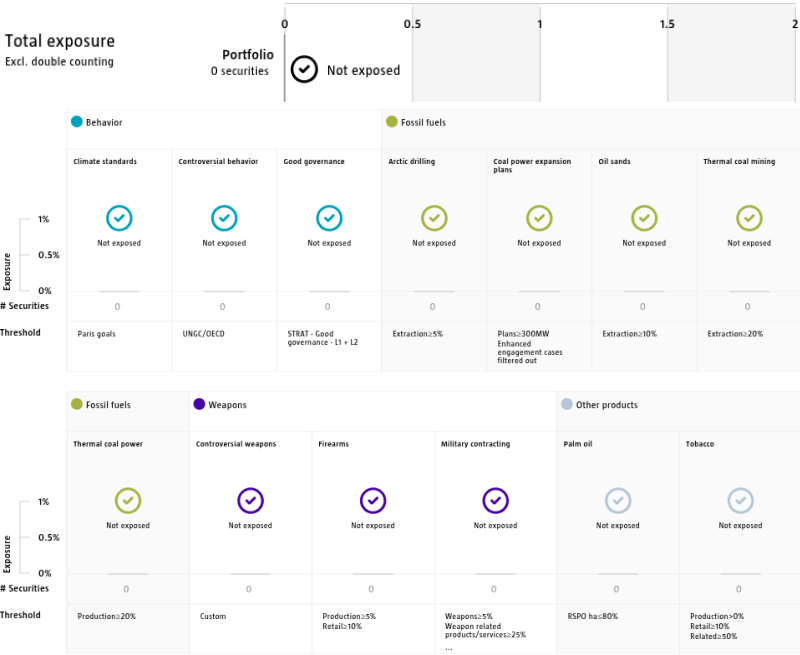 0 0.5 1 1.5 2
Total exposure
Excl. double counting
Portfolio
0 securities
Not exposed
Behavior Fossil fuels
Climate standards Controversial behavior Good governance Arctic drilling Coal power expansion plans Oil sands Thermal coal mining
1%
Not exposed Not exposed Not exposed Not exposed Not exposed Not exposed Not exposed
0.5%
Exposure
0%
# Securities 0 0 0 0 0 0 0
Threshold Paris goals UNGC/OECD STRAT - Good Extraction≥5% Plans≥300MW Extraction≥10% Extraction≥20%
governance - L1 + L2 Enhanced
engagement cases
filtered out
Fossil fuels Weapons Other products
Thermal coal power Controversial weapons Firearms Military contracting Palm oil Tobacco
1%
Not exposed Not exposed Not exposed Not exposed Not exposed Not exposed
0.5%
Exposure
0%
# Securities 0 0 0 0 0 0
Threshold Production≥20% Custom Production≥5% Weapons≥5% RSPO ha≤80% Production>0%
Retail≥10% Weapon related Retail≥10%
products/services≥25% Related≥50%
...